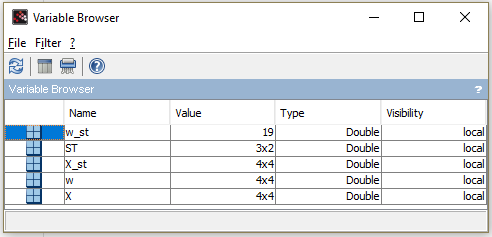 Variable Browser
File Filter ?
Variable Browser ?
Name Value Type Visibility
w_st 19 Double local
ST 3x2 Double local
X_st 4x4 Double local
w 4x4 Double local
X 4x4 Double local